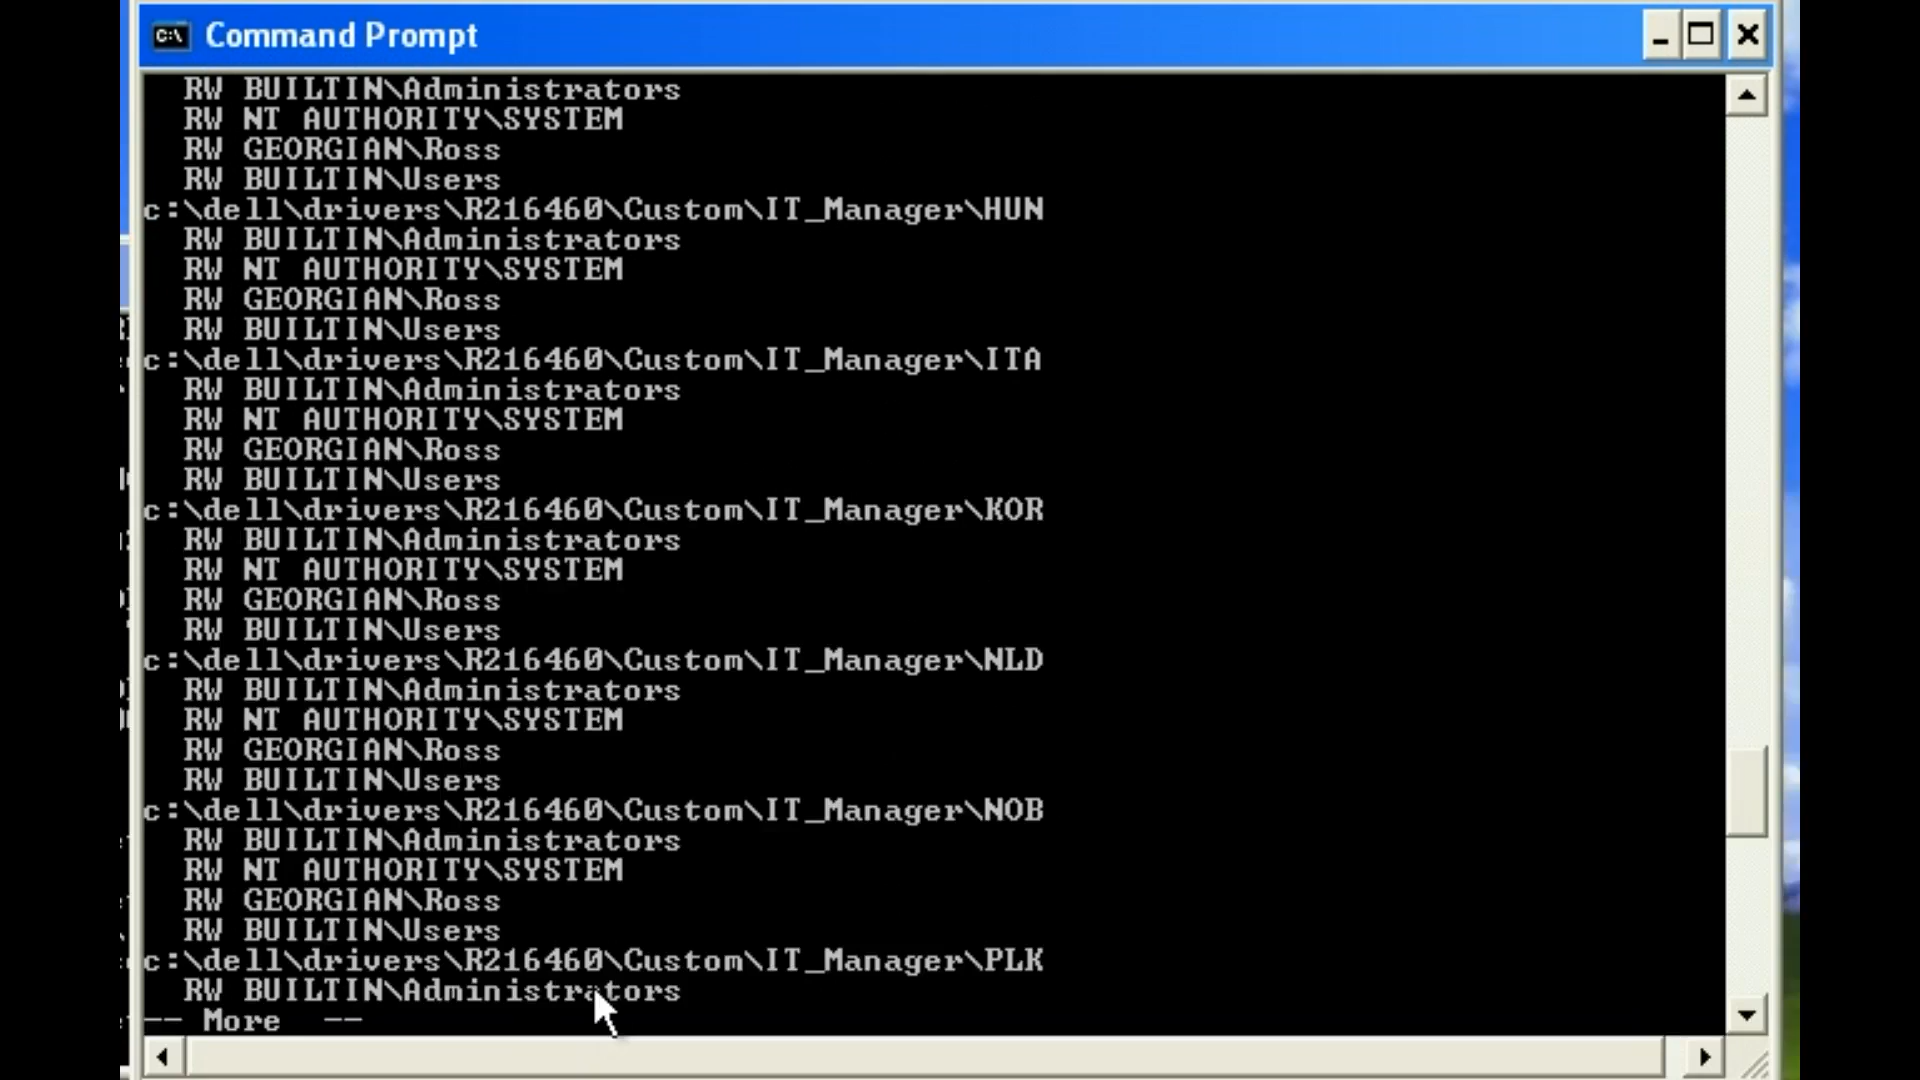 Command Prompt
RW BUILTIN\Administrators
RW NT AUTHORITY\SYSTEM
RW GEORGIAN\Ross
RW BUILTIN\Users
c:\dell\drivers\R216460\Custom\IT_Manager\HUN
RW BUILTIN\Administrators
RW NT AUTHORITY\SYSTEM
RW GEORGIAN\Ross
RW BUILTIN\Users
c:\dell\drivers\R216460\Custom\IT_Manager\ITA
RW BUILTIN\Administrators
RW NT AUTHORITY\SYSTEM
RW GEORGIAN\Ross
RW BUILTIN\Users
c:\dell\drivers\R216460\Custom\IT_Manager\KOR
RW BUILTIN\Administrators
RW NT AUTHORITY\SYSTEM
RW GEORGIAN\Ross
RW BUILTIN\Users
c:\dell\drivers\R216460\Custom\IT_Manager\NLD
RW BUILTIN\Administrators
RW NT AUTHORITY\SYSTEM
RW GEORGIAN\Ross
RW BUILTIN\Users
c:\dell\drivers\R216460\Custom\IT_Manager\NOB
RW BUILTIN\Administrators
RW NT AUTHORITY\SYSTEM
RW GEORGIAN\Ross
RW BUILTIN\Users
c:\dell\drivers\R216460\Custom\IT_Manager\PLK
RW BUILTIN\Administrators
-- More --